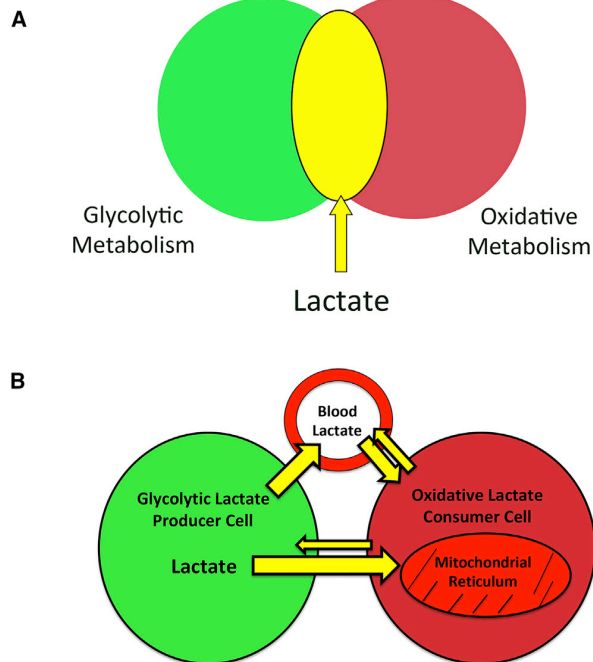 A
Glycolytic
Metabolism
Oxidative
Metabolism
Lactate
B
Blood
Lactate
Glycolytic Lactate
Producer Cell
Lactate
Oxidative Lactate
Consumer Cell
Mitochondrial
Reticulum